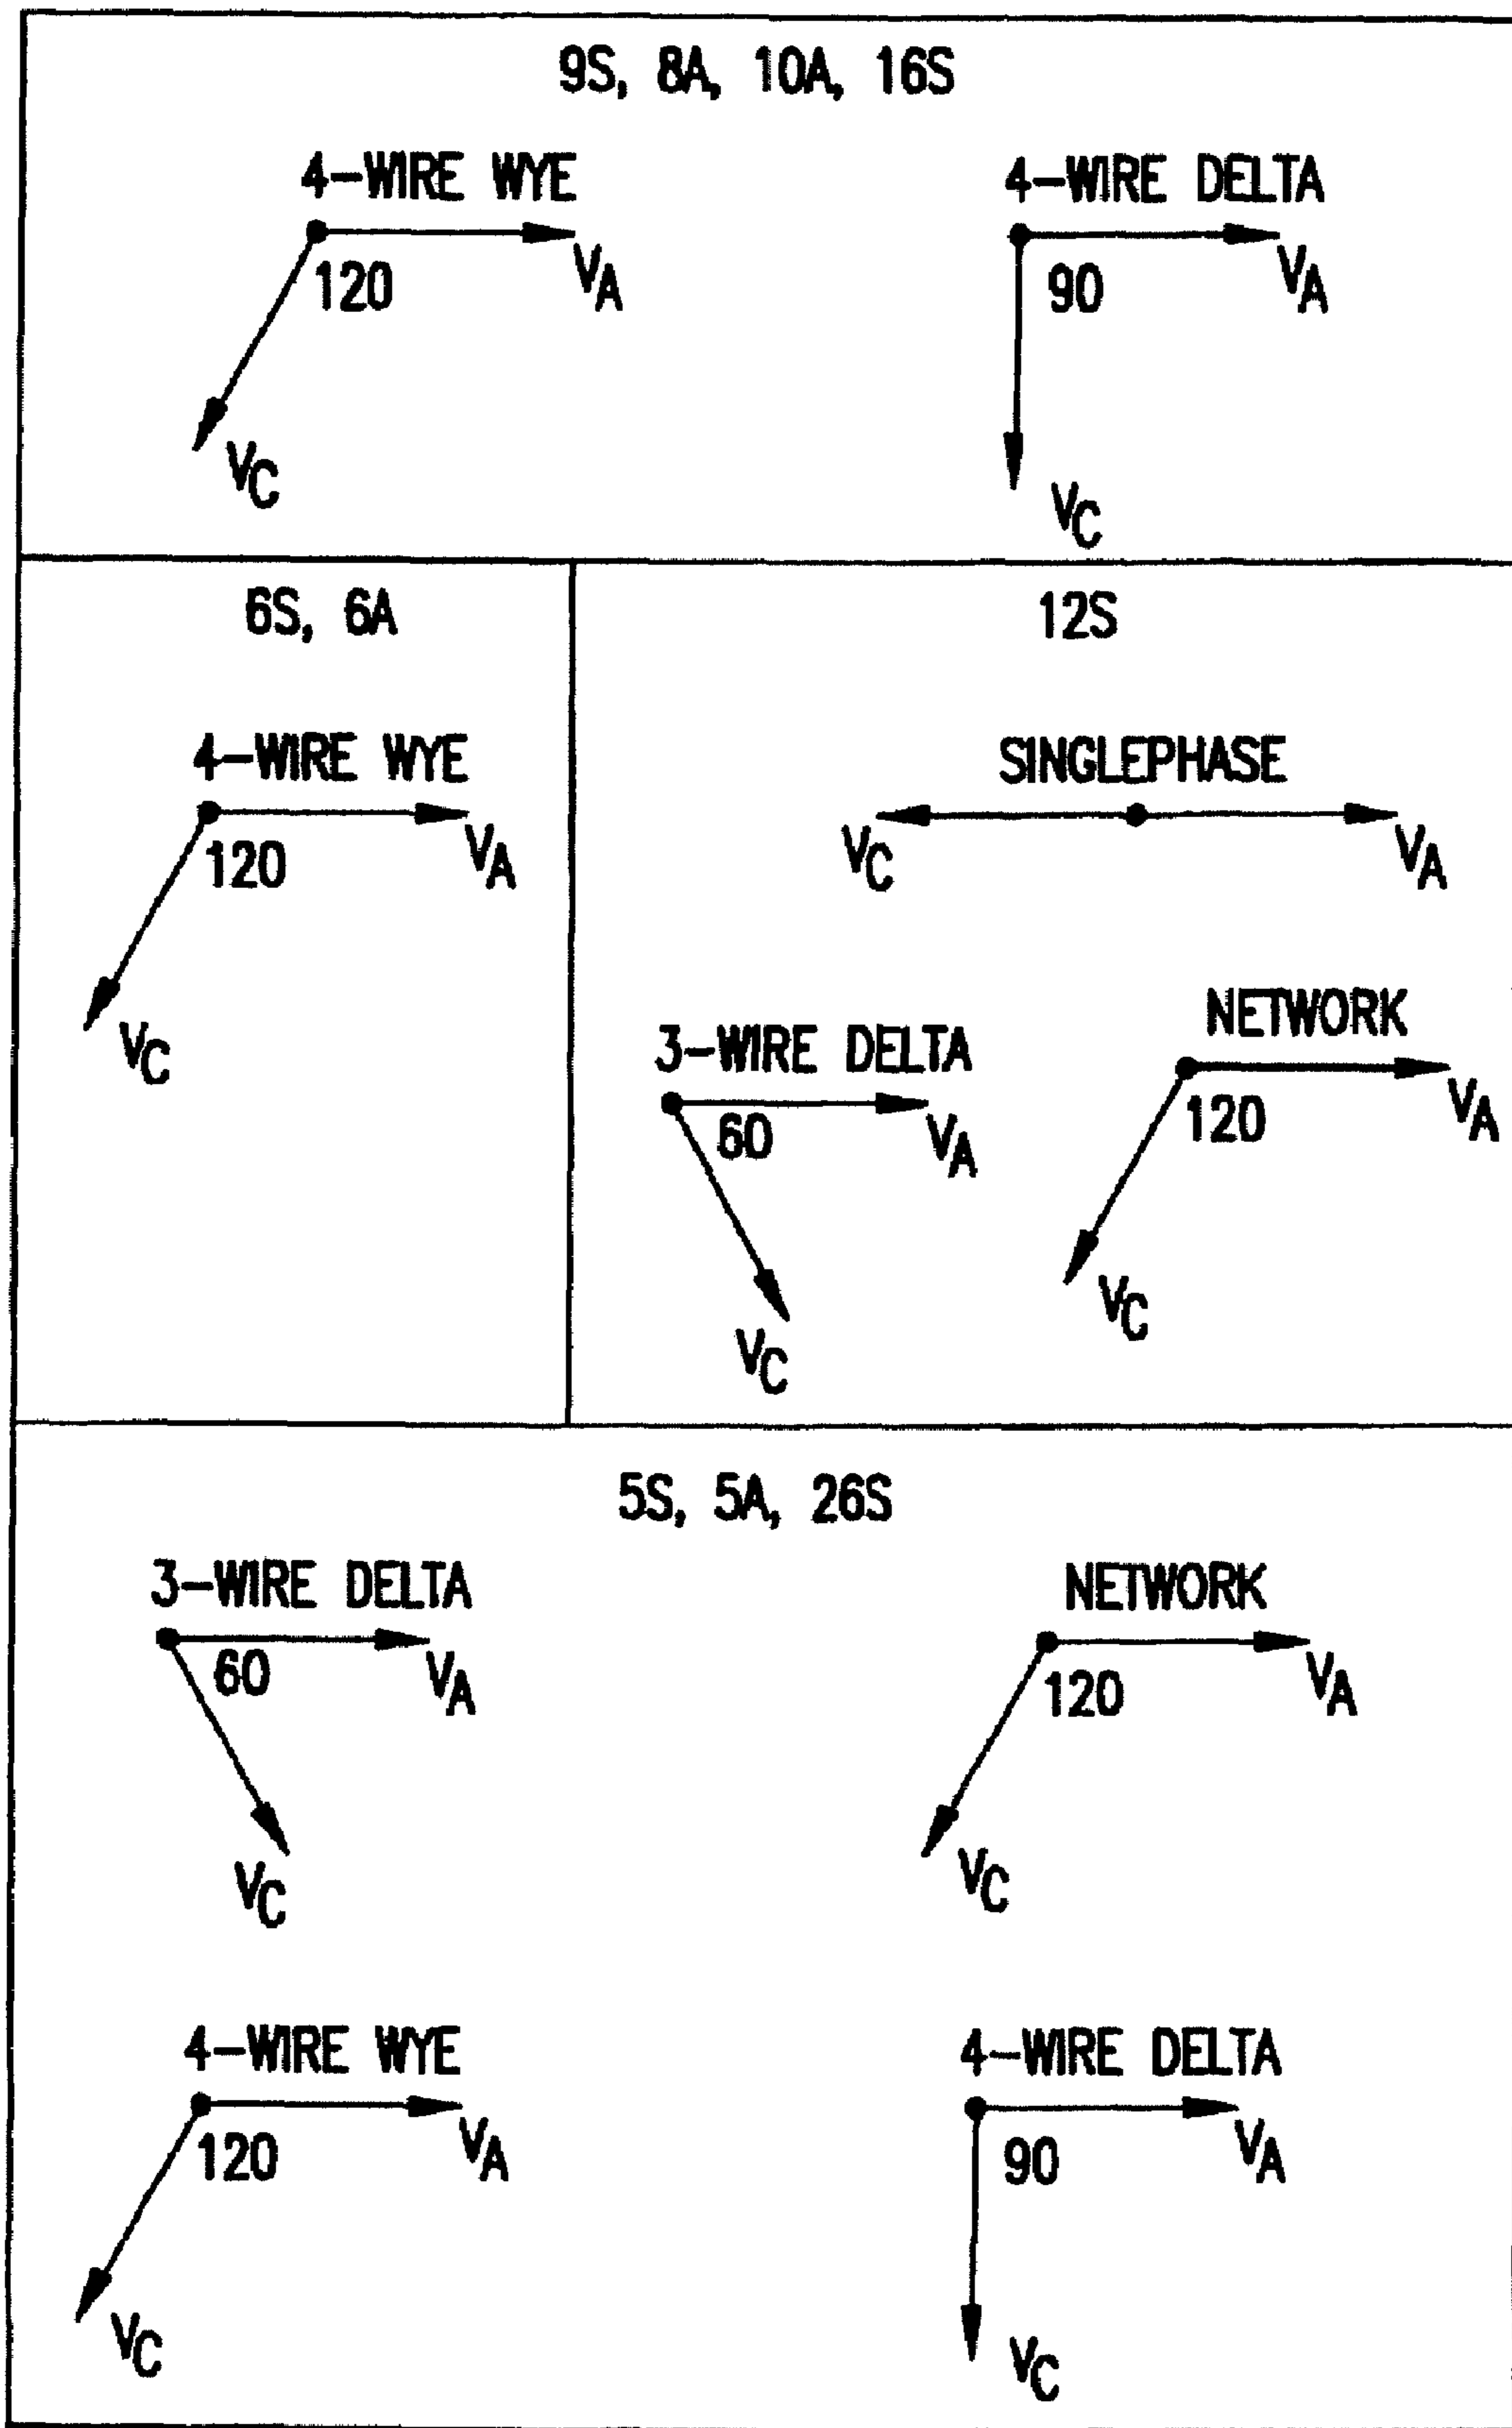 9S, 8A, 10A, 16S
4-WIRE WYE
120
VA
VC
4-WIRE DELTA
90
VA
VC
6S, 6A
4-WIRE WYE
120
VA
VC
12S
SINGLEPHASE
VC
VA
3-WIRE DELTA
60
VA
VC
NETWORK
120
VA
VC
5S, 5A, 26S
3-WIRE DELTA
60
VA
VC
NETWORK
120
VA
VC
4-WIRE WYE
120
VA
VC
4-WIRE DELTA
90
VA
VC